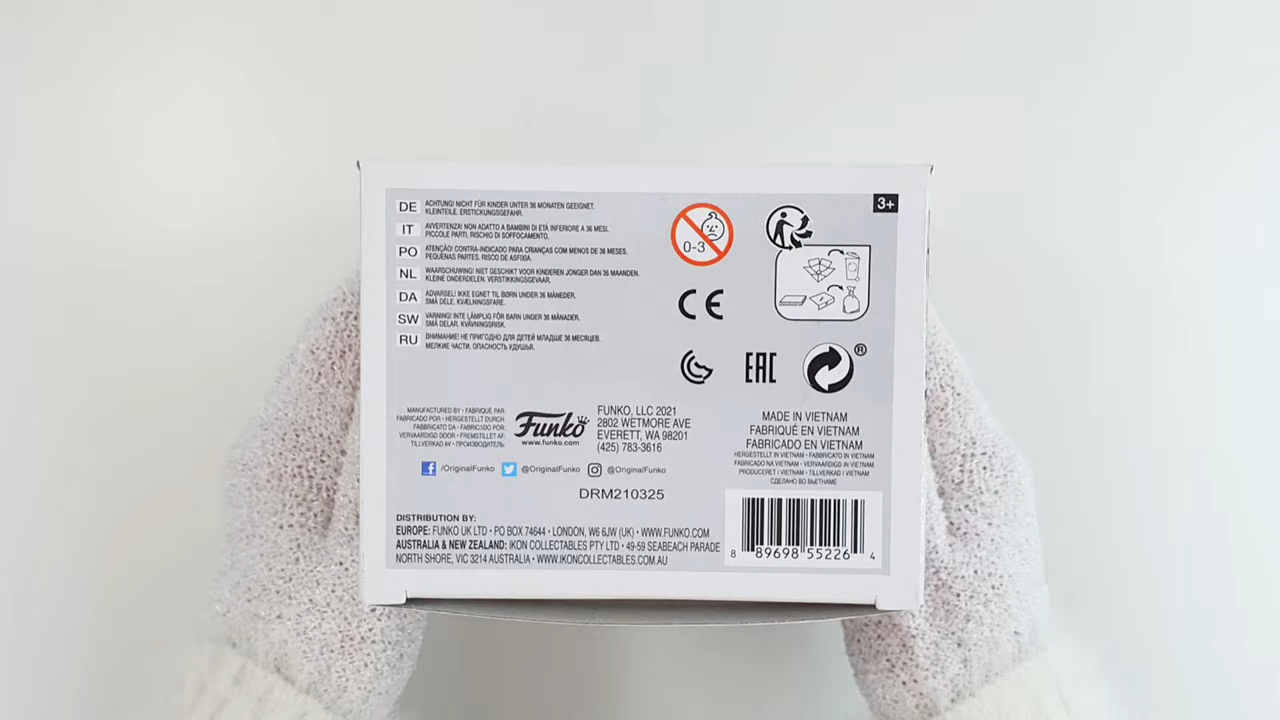 3+
DE ACHTUNG! NICHT FÜR KINDER UNTER 36 MONATEN GEEIGNET.
KLEINTEILE. ERSTICKUNGSGEFAHR.
IT AVVERTENZA! NON ADATTO A BAMBINI DI ETÀ INFERIORE A 36 MESI.
PICCOLE PARTI. RISCHIO DI SOFFOCAMENTO.
PO ATENÇÃO! CONTRA-INDICADO PARA CRIANÇAS COM MENOS DE 36 MESES.
PEQUENAS PARTES. RISCO DE ASFIXIA.
NL WAARSCHUWING! NIET GESCHIKT VOOR KINDEREN JONGER DAN 36 MAANDEN.
KLEINE ONDERDELEN. VERSTIKKINGSGEVAAR.
DA ADVARSEL! IKKE EGNET TIL BØRN UNDER 36 MÅNEDER.
SMÅ DELE. KVÆLNINGSFARE.
SW VARNING! INTE LÄMPLIG FÖR BARN UNDER 36 MÅNADER.
SMÅ DELAR. KVÄVNINGSRISK.
RU ВНИМАНИЕ! НЕ ПРИГОДНО ДЛЯ ДЕТЕЙ МЛАДШЕ 36 МЕСЯЦЕВ.
МЕЛКИЕ ЧАСТИ. ОПАСНОСТЬ УДУШЬЯ.
0-3
CE
EAC
®
MANUFACTURED BY • FABRIQUÉ PAR:
FABRICADO POR • HERGESTELLT DURCH:
FABBRICATO DA • FABRICADO POR:
VERVAARDIGD DOOR • FREMSTILLET AF:
TILLVERKAD AV • ПРОИЗВОДИТЕЛЬ:
Funko
www.funko.com
FUNKO, LLC 2021
2802 WETMORE AVE
EVERETT, WA 98201
(425) 783-3616
/OriginalFunko @OriginalFunko @OriginalFunko
DRM210325
MADE IN VIETNAM
FABRIQUÉ EN VIETNAM
FABRICADO EN VIETNAM
HERGESTELLT IN VIETNAM • FABBRICATO IN VIETNAM
FABRICADO NA VIETNAM • VERVAARDIGD IN VIETNAM
PRODUCERET I VIETNAM • TILLVERKAD I VIETNAM
СДЕЛАНО ВО ВЬЕТНАМЕ
DISTRIBUTION BY:
EUROPE: FUNKO UK LTD • PO BOX 74644 • LONDON, W6 6JW (UK) • WWW.FUNKO.COM
AUSTRALIA & NEW ZEALAND: IKON COLLECTABLES PTY LTD • 49-59 SEABEACH PARADE
NORTH SHORE, VIC 3214 AUSTRALIA • WWW.IKONCOLLECTABLES.COM.AU
8 89698 55226 4